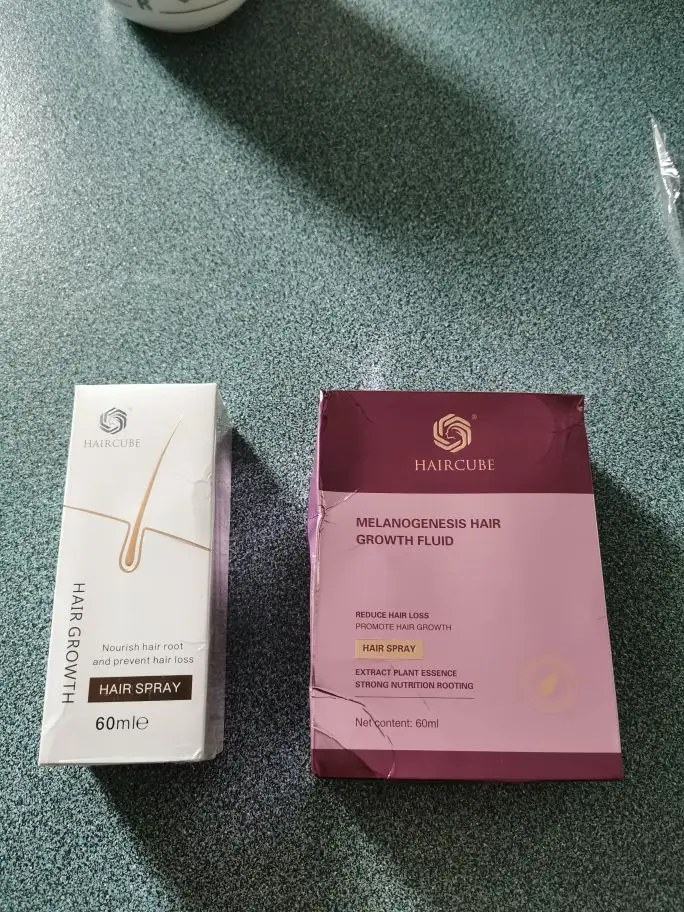 HAIRCUBE
HAIR GROWTH
Nourish hair root
and prevent hair loss
HAIR SPRAY
60ml℮
®
HAIRCUBE
MELANOGENESIS HAIR
GROWTH FLUID
REDUCE HAIR LOSS
PROMOTE HAIR GROWTH
HAIR SPRAY
EXTRACT PLANT ESSENCE
STRONG NUTRITION ROOTING
Net content: 60ml